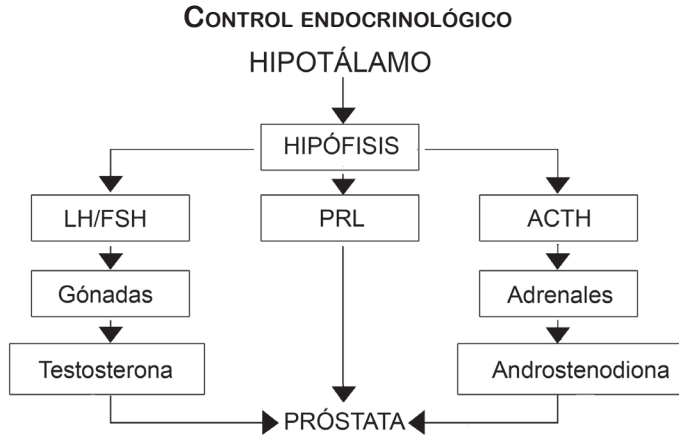 CONTROL ENDOCRINOLÓGICO
HIPOTÁLAMO
HIPÓFISIS
LH/FSH
PRL
ACTH
Gónadas
Adrenales
Testosterona
Androstenodiona
PRÓSTATA